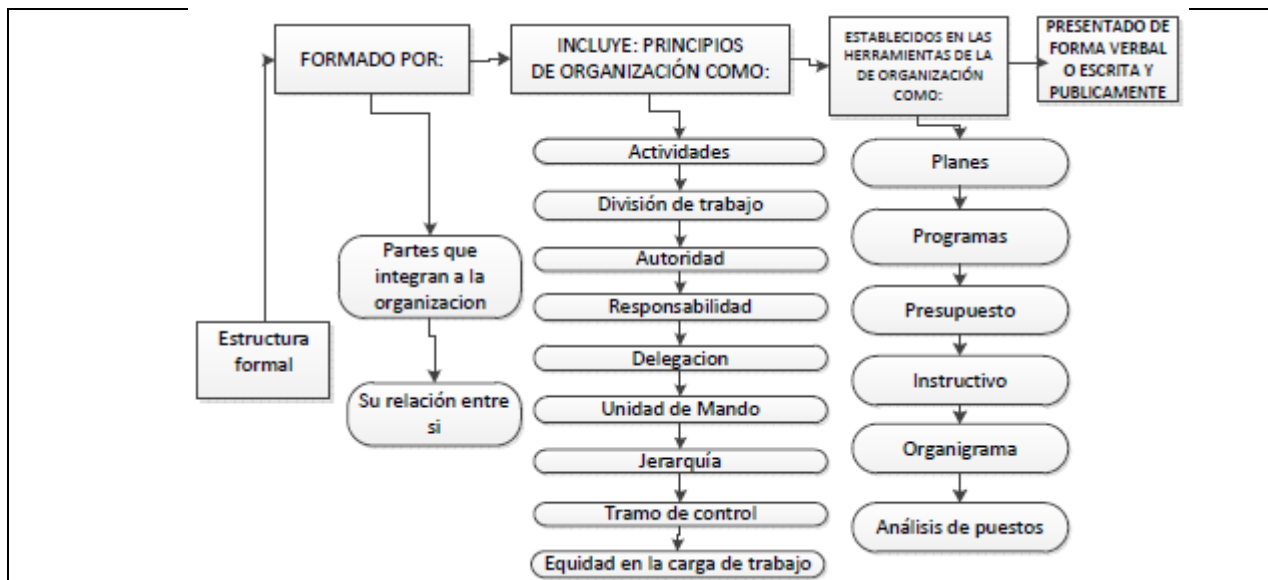 FORMADO POR:
INCLUYE: PRINCIPIOS
DE ORGANIZACIÓN COMO:
ESTABLECIDOS EN LAS
HERRAMIENTAS DE LA
DE ORGANIZACIÓN
COMO:
PRESENTADO DE
FORMA VERBAL
O ESCRITA Y
PUBLICAMENTE
Estructura
formal
Partes que
integran a la
organizacion
Su relación entre
si
Actividades
División de trabajo
Autoridad
Responsabilidad
Delegacion
Unidad de Mando
Jerarquía
Tramo de control
Equidad en la carga de trabajo
Planes
Programas
Presupuesto
Instructivo
Organigrama
Análisis de puestos